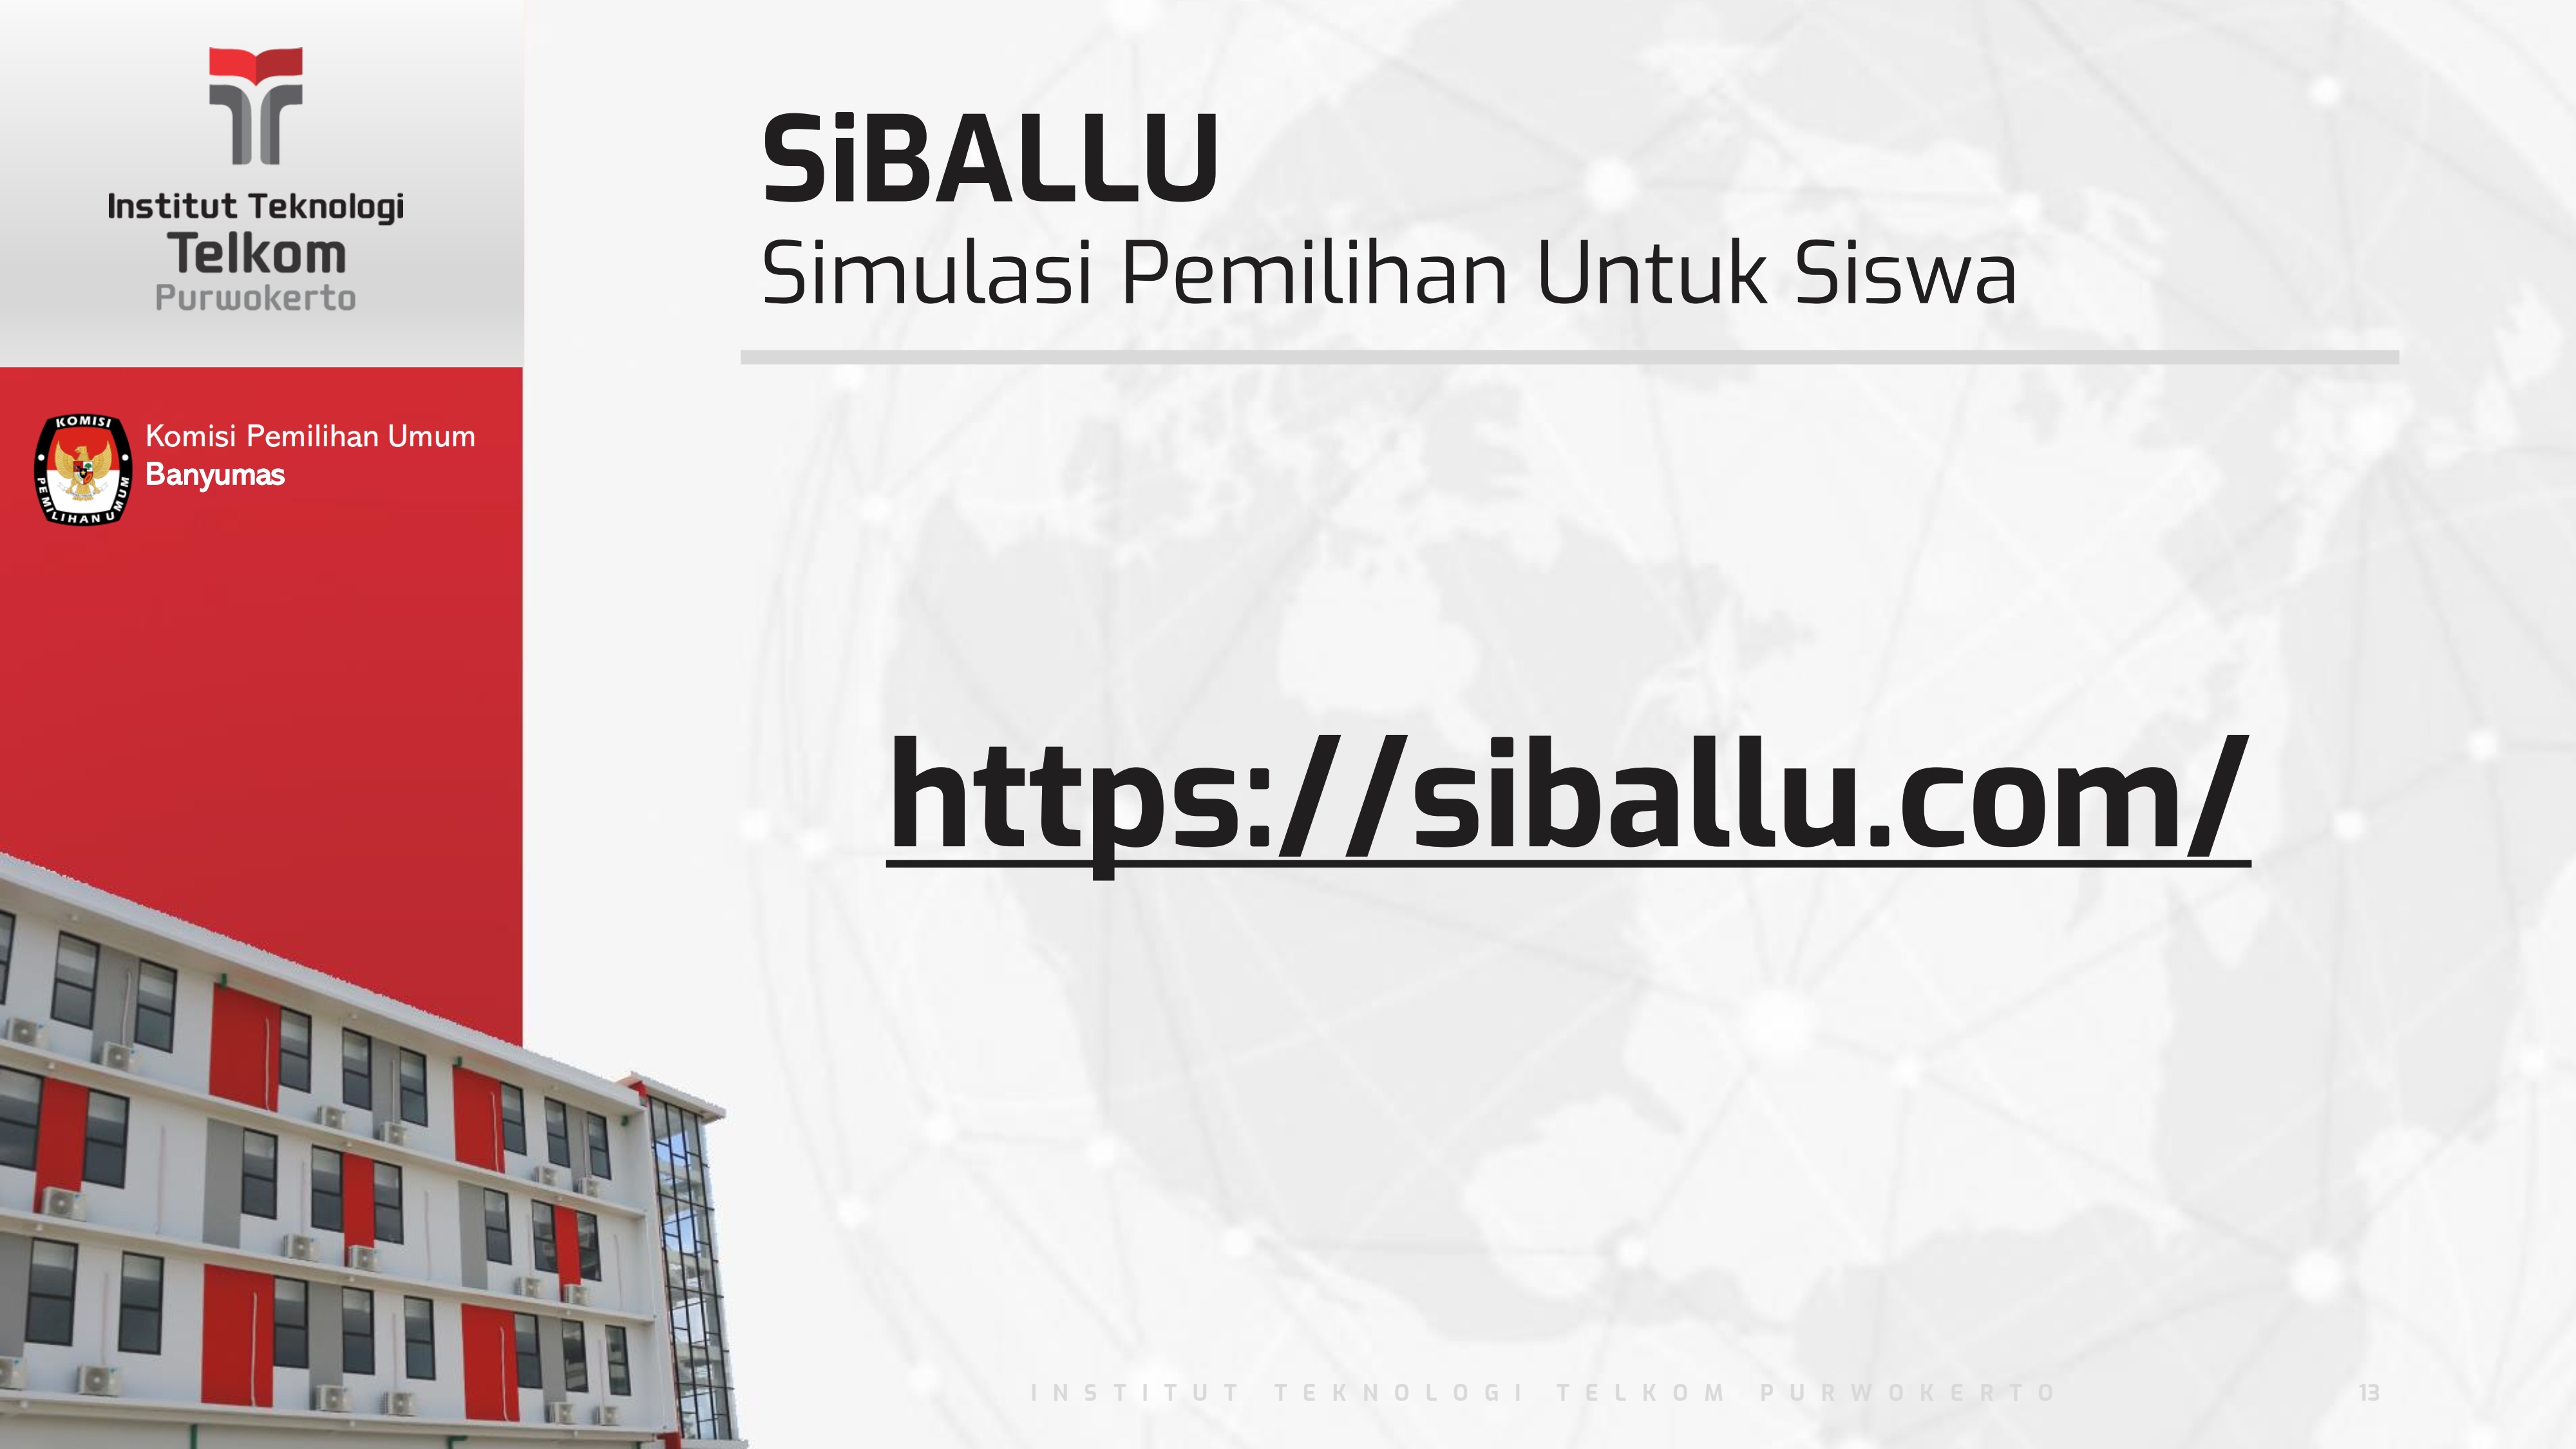 Institut Teknologi
Telkom
Purwokerto
KOMISI
PEMILIHAN UMUM
Komisi Pemilihan Umum
Banyumas
SiBALLU
Simulasi Pemilihan Untuk Siswa
https://siballu.com/
INSTITUT TEKNOLOGI TELKOM PURWOKERTO
13